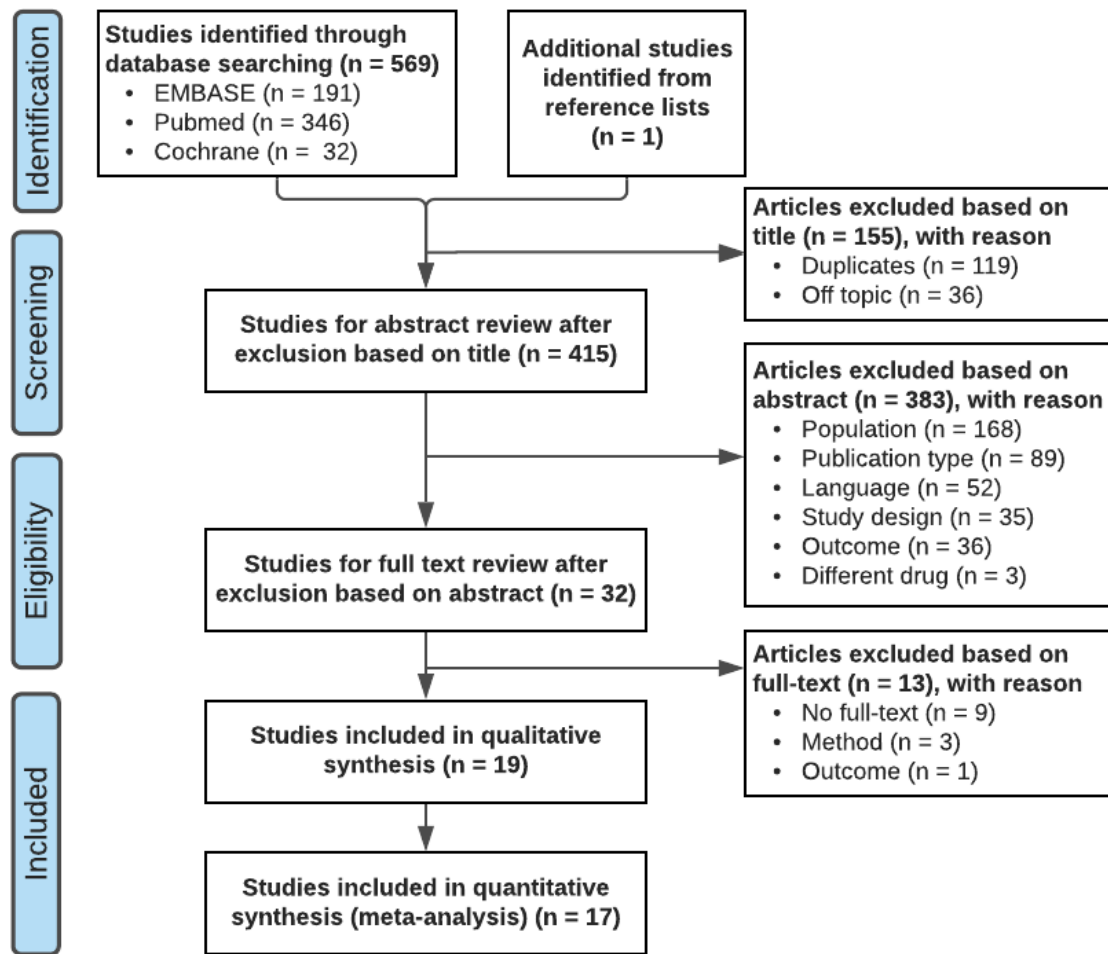 Identification
Studies identified through
database searching (n = 569)
• EMBASE (n = 191)
• Pubmed (n = 346)
• Cochrane (n = 32)
Additional studies
identified from
reference lists
(n = 1)
Articles excluded based on
title (n = 155), with reason
• Duplicates (n = 119)
• Off topic (n = 36)
Screening
Studies for abstract review after
exclusion based on title (n = 415)
Articles excluded based on
abstract (n = 383), with reason
• Population (n = 168)
• Publication type (n = 89)
• Language (n = 52)
• Study design (n = 35)
• Outcome (n = 36)
• Different drug (n = 3)
Eligibility
Studies for full text review after
exclusion based on abstract (n = 32)
Articles excluded based on
full-text (n = 13), with reason
• No full-text (n = 9)
• Method (n = 3)
• Outcome (n = 1)
Included
Studies included in qualitative
synthesis (n = 19)
Studies included in quantitative
synthesis (meta-analysis) (n = 17)